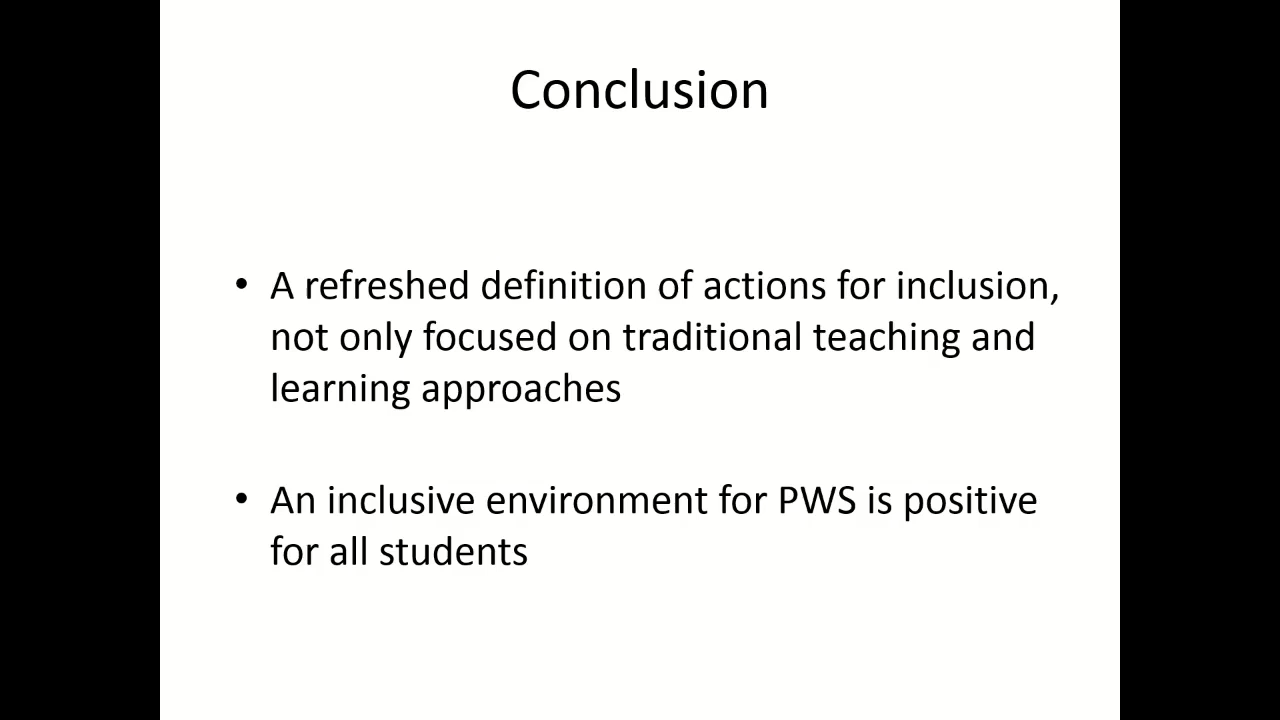 Conclusion
• A refreshed definition of actions for inclusion,
not only focused on traditional teaching and
learning approaches
• An inclusive environment for PWS is positive
for all students